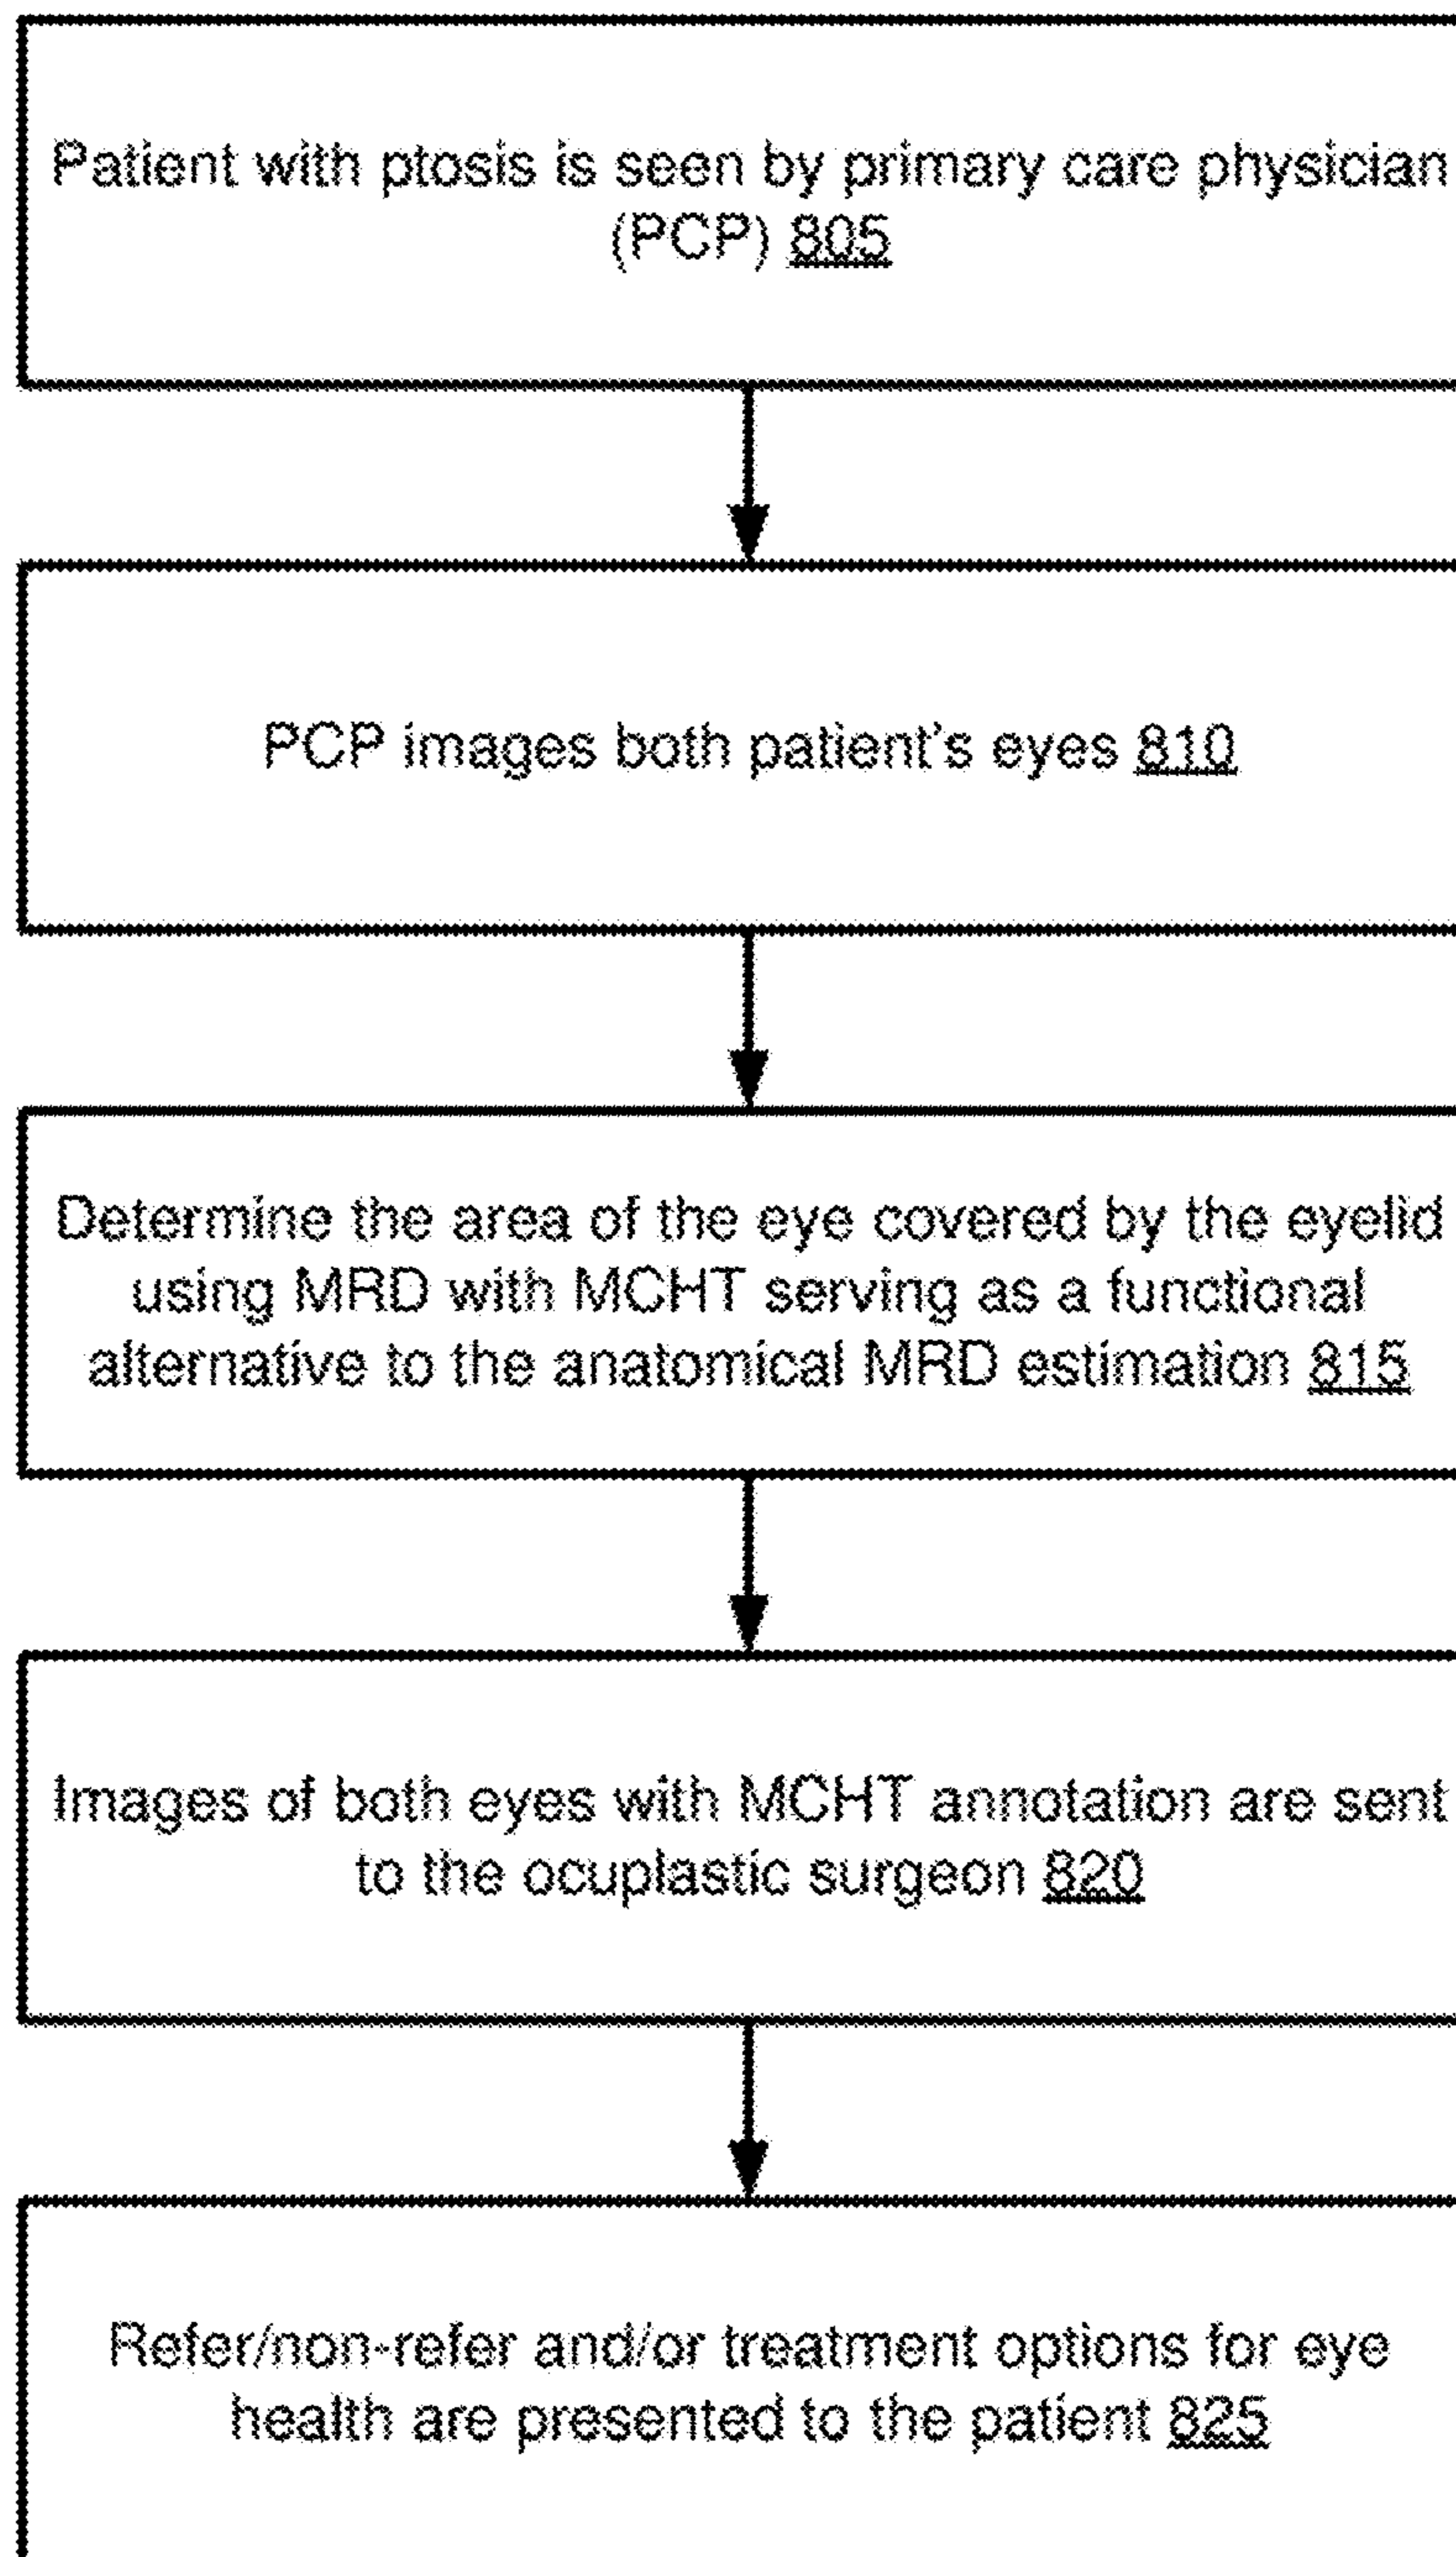 Patient with ptosis is seen by primary care physician
(PCP) 805
PCP images both patient's eyes 810
Determine the area of the eye covered by the eyelid
using MRD with MCHT serving as a functional
alternative to the anatomical MRD estimation 815
Images of both eyes with MCHT annotation are sent
to the ocuplastic surgeon 820
Refer/non-refer and/or treatment options for eye
health are presented to the patient 825